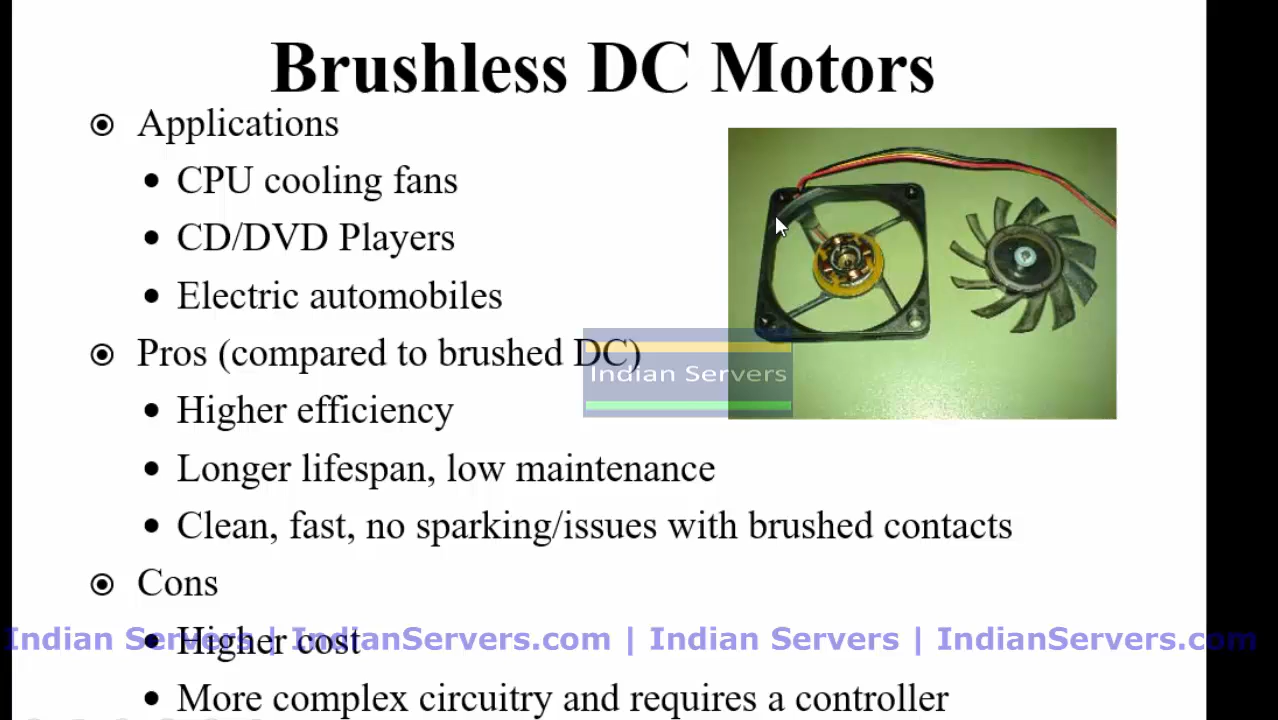 Brushless DC Motors
Applications
CPU cooling fans
CD/DVD Players
Electric automobiles
Pros (compared to brushed DC)
Indian Servers
Higher efficiency
Longer lifespan, low maintenance
Clean, fast, no sparking/issues with brushed contacts
Cons
Indian Servers | IndianServers.com | Indian Servers | IndianServers.com
Higher cost
More complex circuitry and requires a controller